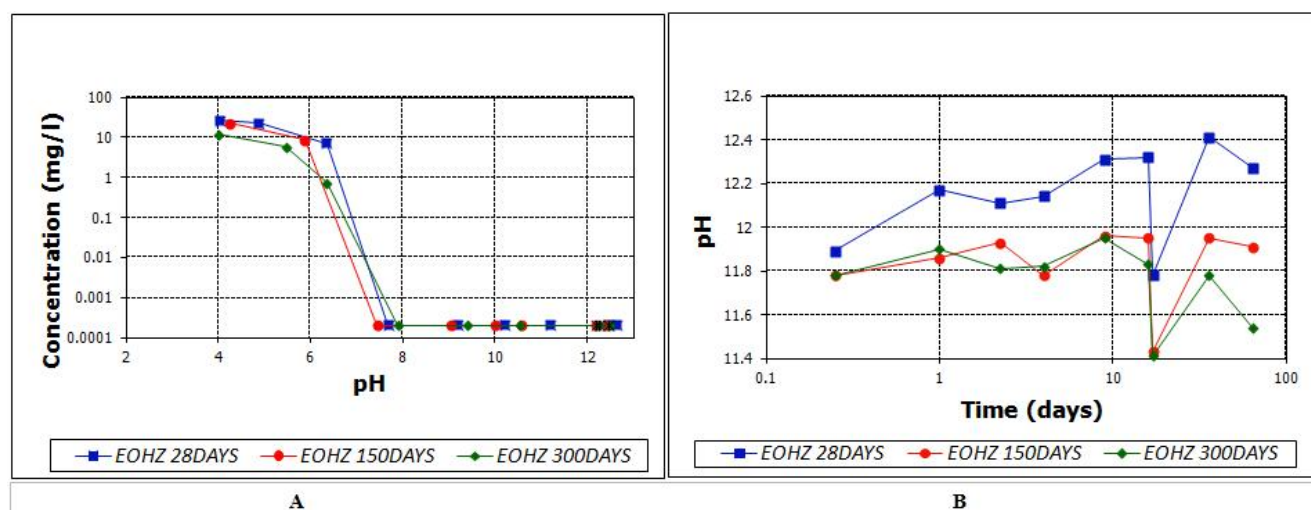 Concentration (mg/l)
100
10
1
0.1
0.01
0.001
0.0001
2 4 6 8 10 12
pH
EOHZ 28DAYS EOHZ 150DAYS EOHZ 300DAYS
pH
12.6
12.4
12.2
12
11.8
11.6
11.4
0.1 1 10 100
Time (days)
EOHZ 28DAYS EOHZ 150DAYS EOHZ 300DAYS
A B